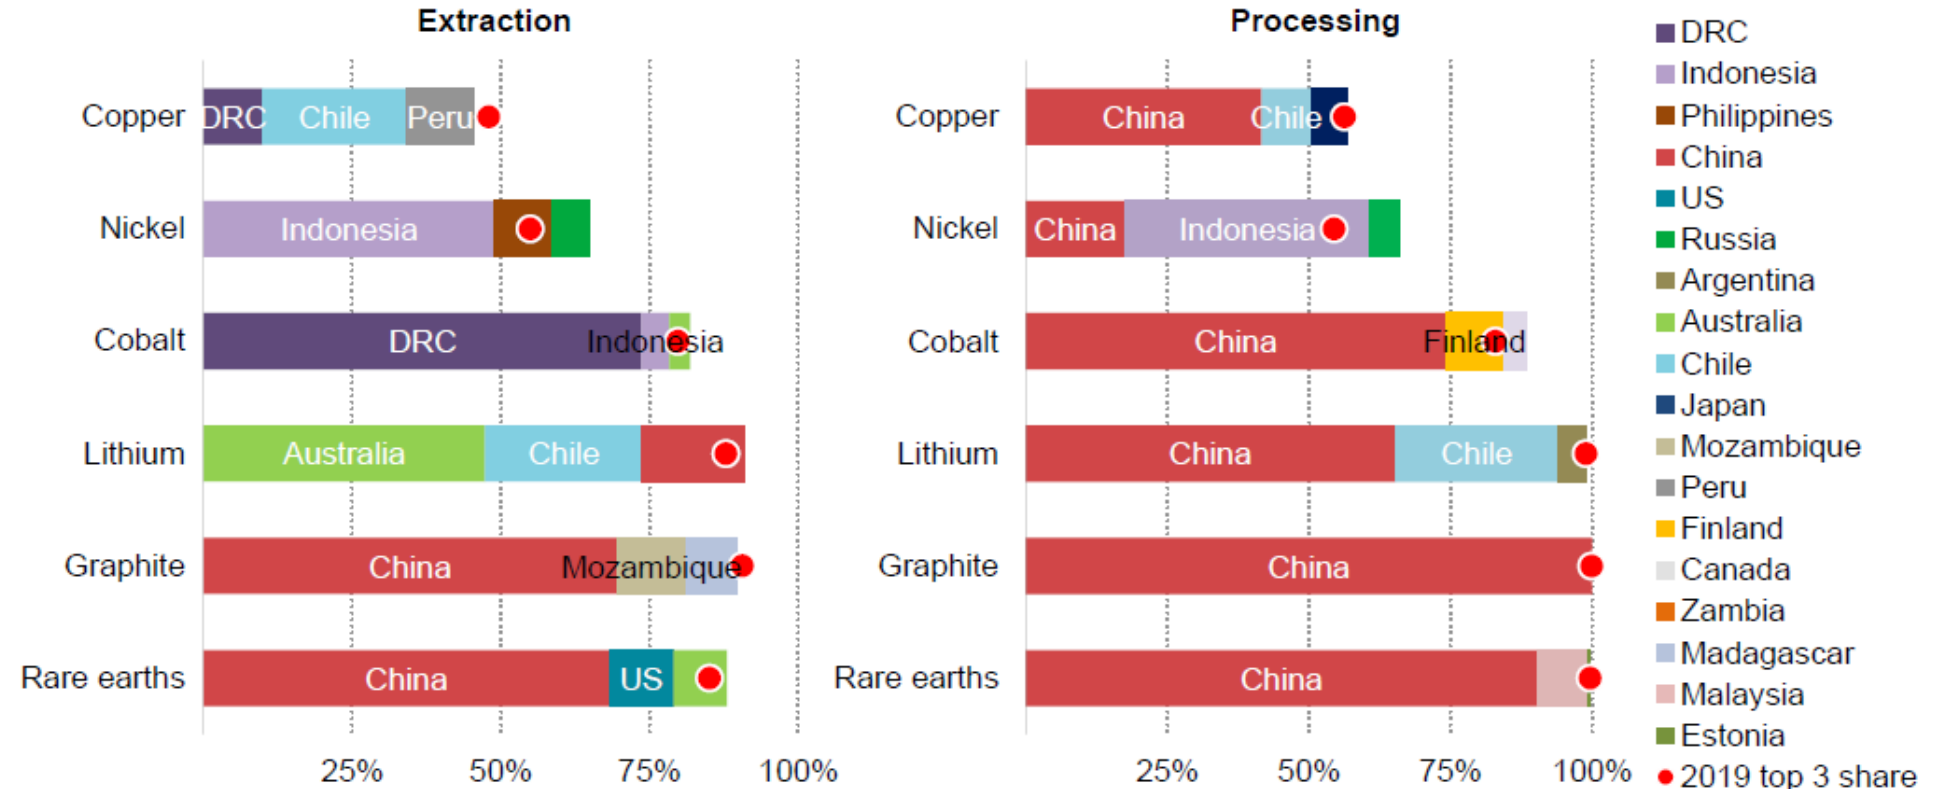 Extraction
Processing
Copper
DRC
Chile
Peru
Nickel
Indonesia
Cobalt
DRC
Indonesia
Lithium
Australia
Chile
Graphite
China
Mozambique
Rare earths
China
US
25%
50%
75%
100%
Copper
China
Chile
Nickel
China
Indonesia
Cobalt
China
Finland
Lithium
China
Chile
Graphite
China
Rare earths
China
25%
50%
75%
100%
DRC
Indonesia
Philippines
China
US
Russia
Argentina
Australia
Chile
Japan
Mozambique
Peru
Finland
Canada
Zambia
Madagascar
Malaysia
Estonia
2019 top 3 share